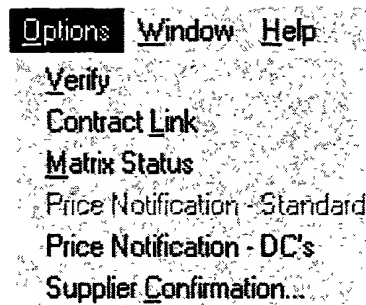 Options Window Help
Verify
Contract Link
Matrix Status
Price Notification - Standard
Price Notification - DC's
Supplier Confirmation...